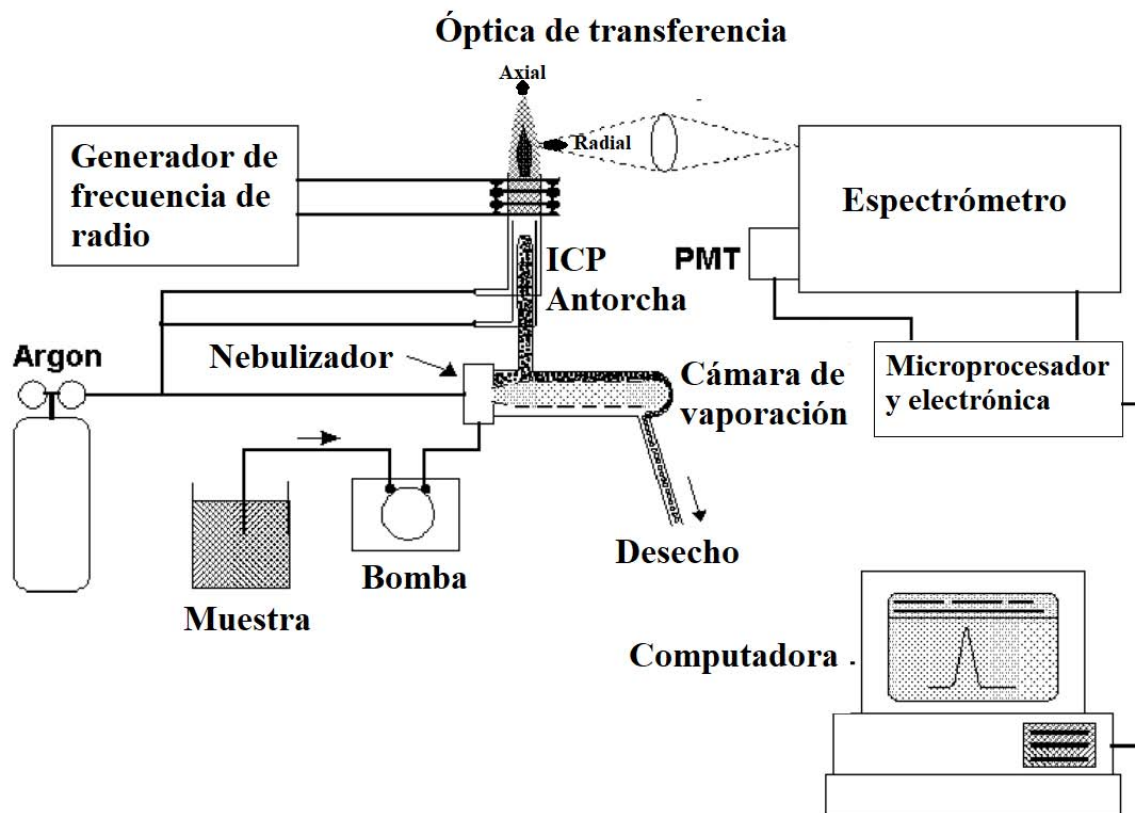 Óptica de transferencia
Axial
Radial
Generador de
frecuencia de
radio
Espectrómetro
PMT
ICP
Antorcha
Argon
Nebulizador
Cámara de
vaporación
Microprocesador
y electrónica
Muestra
Bomba
Desecho
Computadora